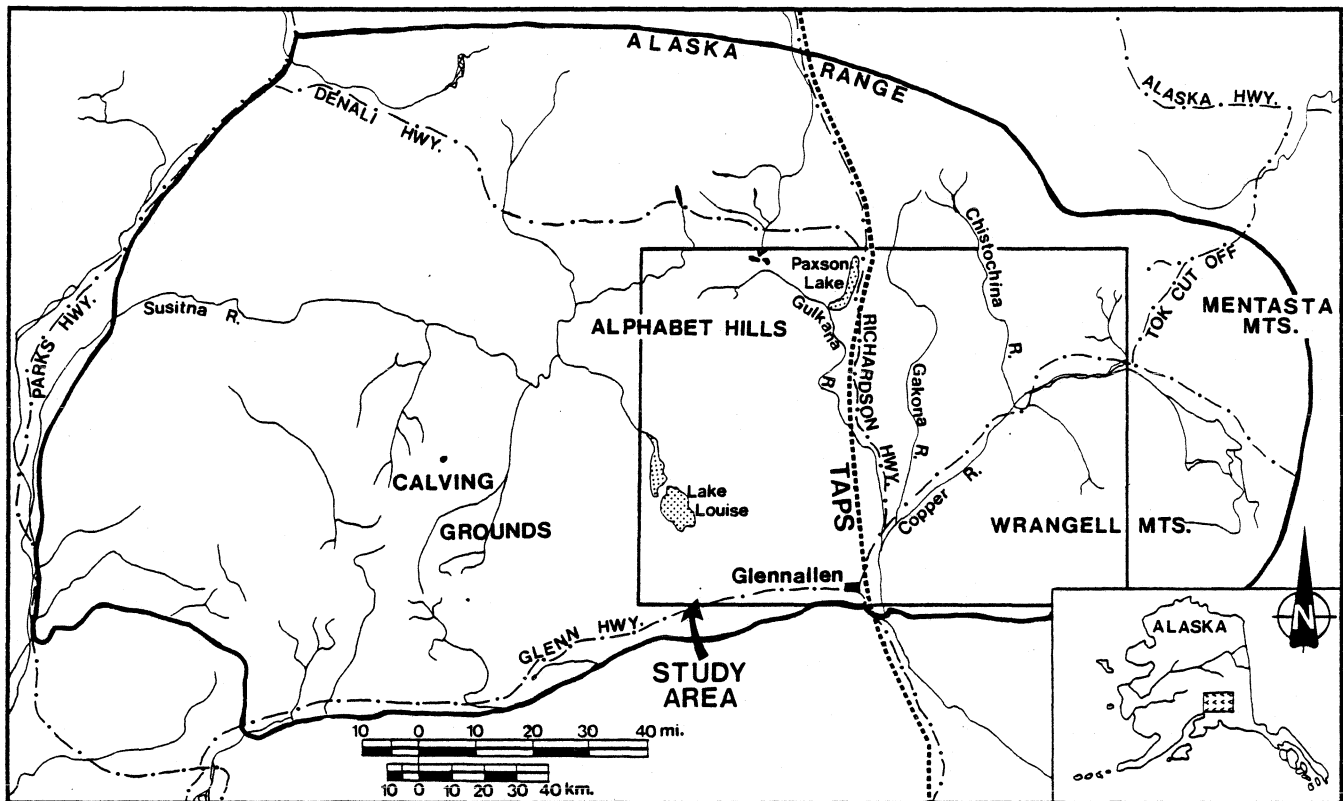 ALASKA
RANGE
DENALI HWY.
ALASKA HWY.
PARKS HWY.
Susitna R.
Paxson
Lake
ALPHABET HILLS
Gulkana R.
RICHARDSON HWY.
Gakona R.
Chistochina R.
TOK CUT OFF
MENTASTA
MTS.
CALVING
GROUNDS
Lake
Louise
TAPS
Copper R.
WRANGELL MTS.
Glennallen
GLENN HWY.
STUDY
AREA
N
ALASKA
10 0 10 20 30 40 mi.
10 0 10 20 30 40 km.